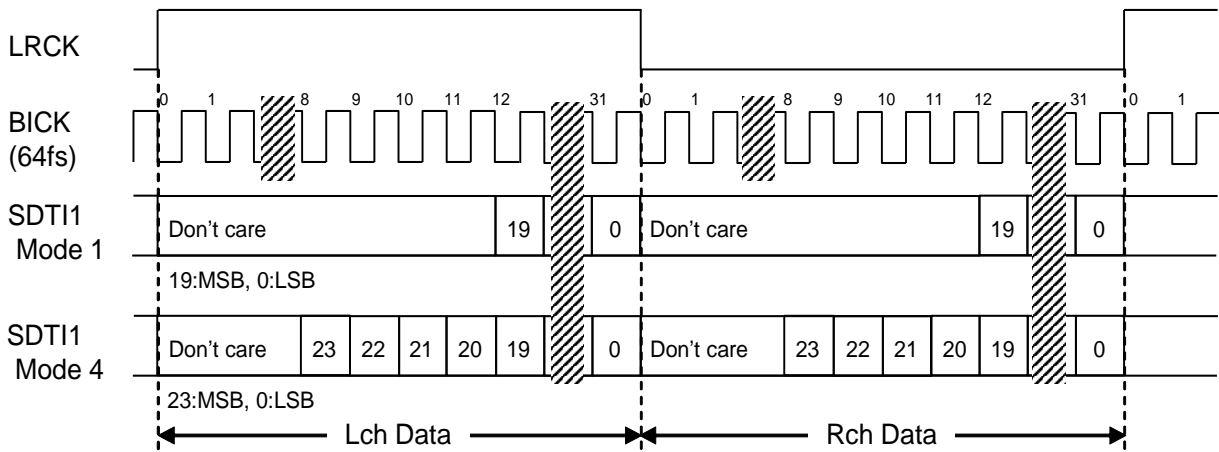 LRCK
0 1 8 9 10 11 12 31 0 1 8 9 10 11 12 31 0 1
BICK
(64fs)
SDTI1
Mode 1
Don't care 19 0 Don't care 19 0
19:MSB, 0:LSB
SDTI1
Mode 4
Don't care 23 22 21 20 19 0 Don't care 23 22 21 20 19 0
23:MSB, 0:LSB
Lch Data Rch Data